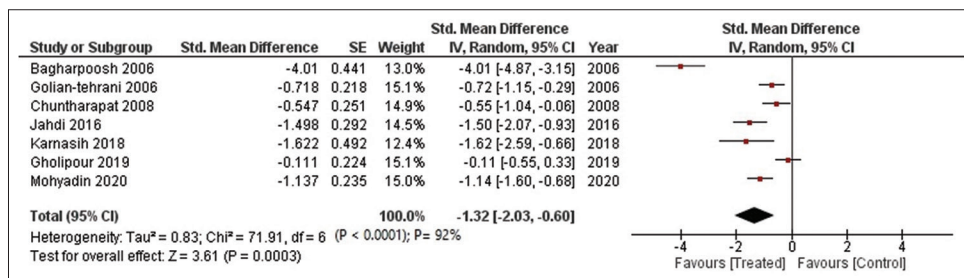 Std. Mean Difference Std. Mean Difference
Study or Subgroup Std. Mean Difference SE Weight IV, Random, 95% CI Year IV, Random, 95% CI
Bagharpoosh 2006 -4.01 0.441 13.0% -4.01 [-4.87, -3.15] 2006
Golian-tehrani 2006 -0.718 0.218 15.1% -0.72 [-1.15, -0.29] 2006
Chuntharapat 2008 -0.547 0.251 14.9% -0.55 [-1.04, -0.06] 2008
Jahdi 2016 -1.498 0.292 14.5% -1.50 [-2.07, -0.93] 2016
Karnasih 2018 -1.622 0.492 12.4% -1.62 [-2.59, -0.66] 2018
Gholipour 2019 -0.111 0.224 15.1% -0.11 [-0.55, 0.33] 2019
Mohyadin 2020 -1.137 0.235 15.0% -1.14 [-1.60, -0.68] 2020
Total (95% CI) 100.0% -1.32 [-2.03, -0.60]
Heterogeneity: Tau² = 0.83; Chi² = 71.91, df = 6 (P < 0.0001); P= 92%
Test for overall effect: Z = 3.61 (P = 0.0003)
-4 -2 0 2 4
Favours [Treated] Favours [Control]